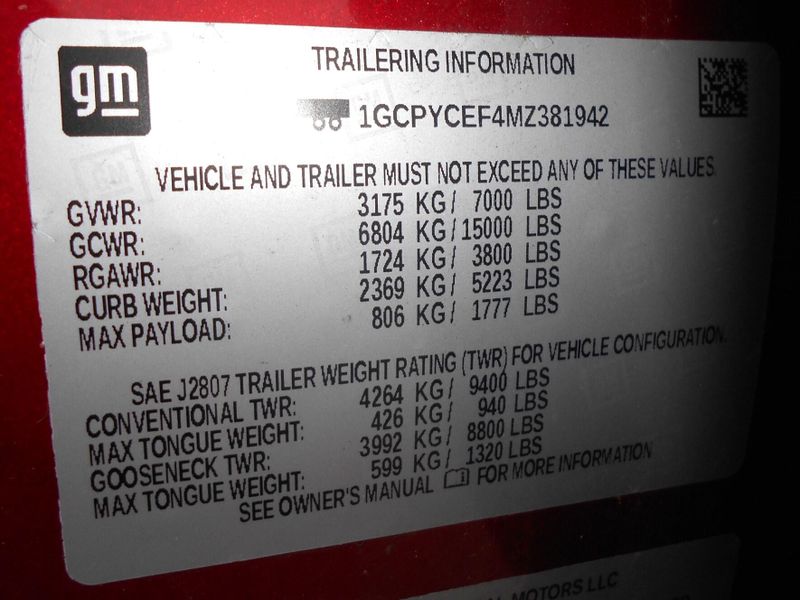 gm
TRAILERING INFORMATION
1GCPYCEF4MZ381942
VEHICLE AND TRAILER MUST NOT EXCEED ANY OF THESE VALUES.
GVWR: 3175 KG/ 7000 LBS
GCWR: 6804 KG/ 15000 LBS
RGAWR: 1724 KG/ 3800 LBS
CURB WEIGHT: 2369 KG/ 5223 LBS
MAX PAYLOAD: 806 KG/ 1777 LBS
SAE J2807 TRAILER WEIGHT RATING (TWR) FOR VEHICLE CONFIGURATION.
CONVENTIONAL TWR: 4264 KG/ 9400 LBS
MAX TONGUE WEIGHT: 426 KG/ 940 LBS
GOOSENECK TWR: 3992 KG/ 8800 LBS
MAX TONGUE WEIGHT: 599 KG/ 1320 LBS
SEE OWNER'S MANUAL FOR MORE INFORMATION
MOTORS LLC